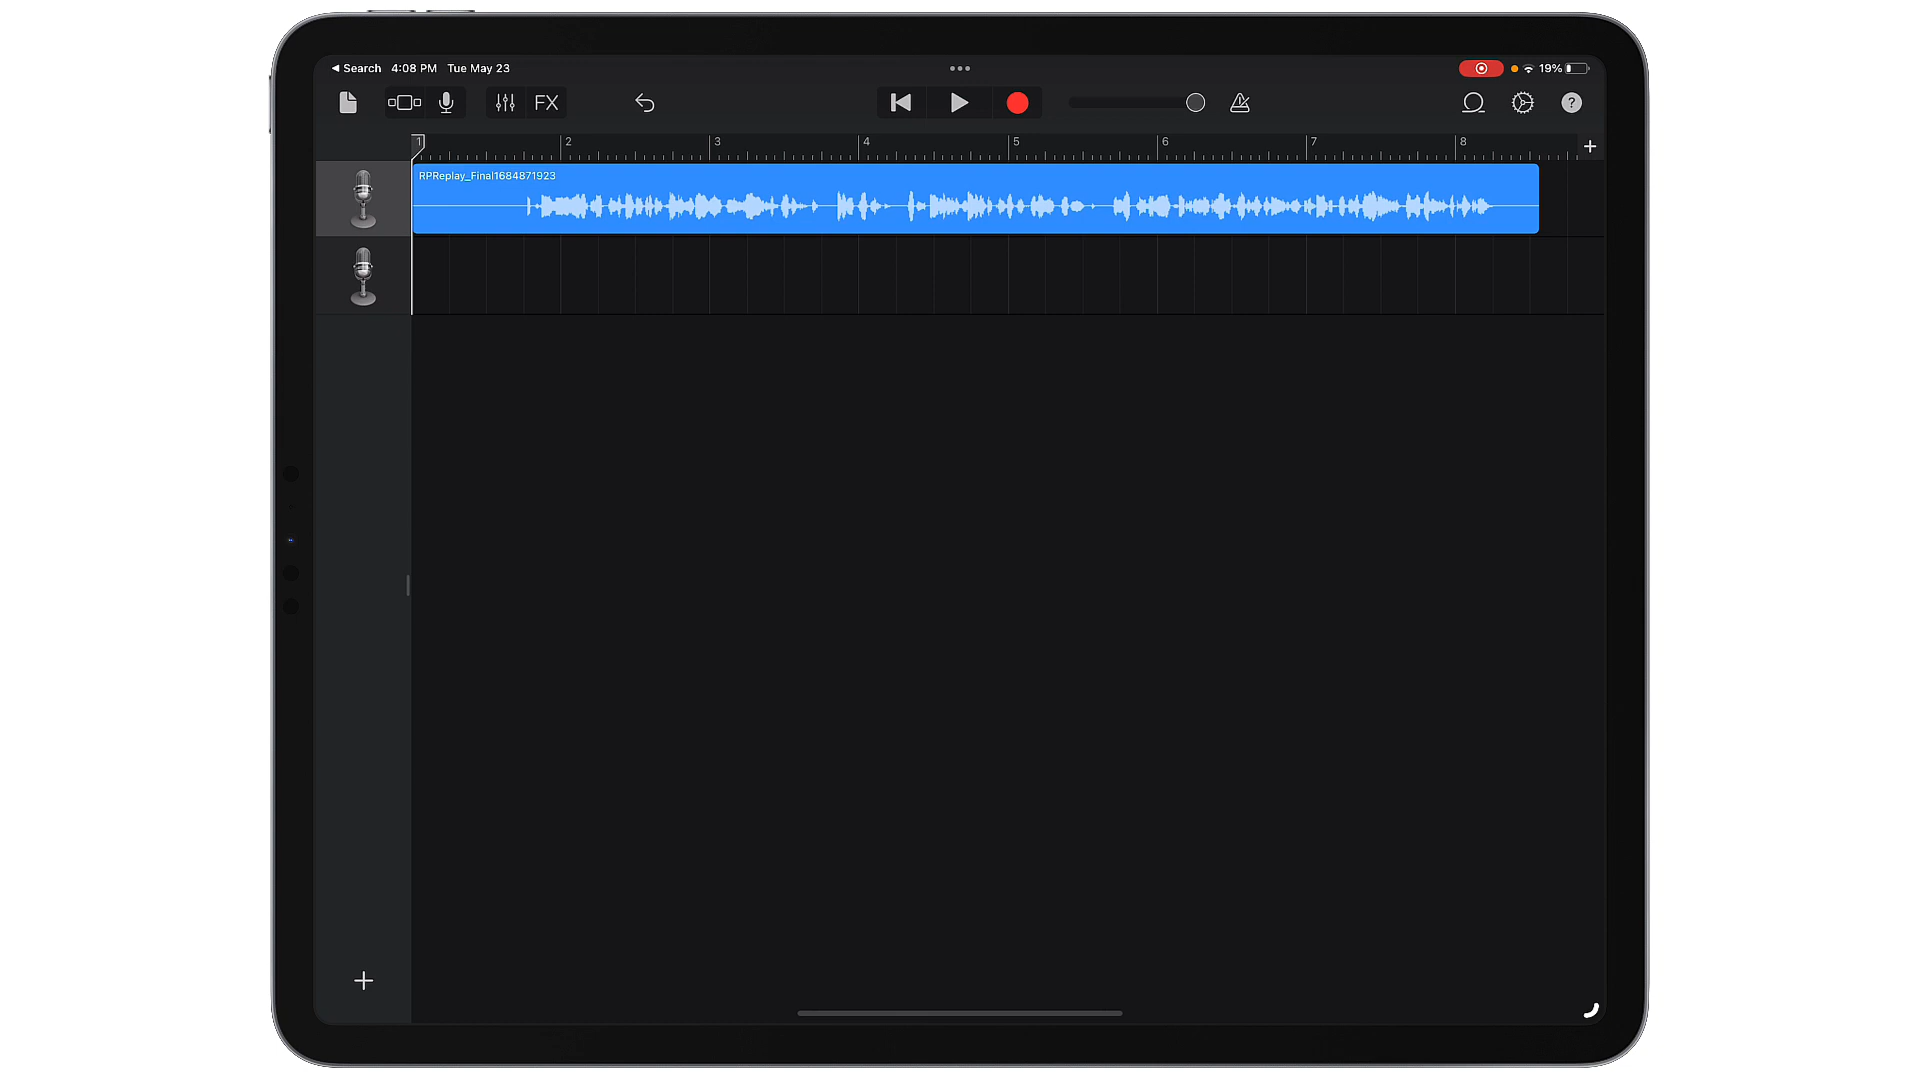 ◀ Search 4:08 PM Tue May 23
19%
FX
?
1 2 3 4 5 6 7 8
RPReplay_Final1684871923